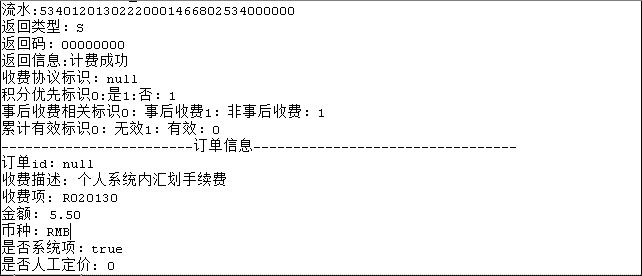 流水:53401201302220001466802534000000
返回类型: S
返回码: 00000000
返回信息:计费成功
收费协议标识: null
积分优先标识0:是1:否: 1
事后收费相关标识0: 事后收费1: 非事后收费: 1
累计有效标识0: 无效1: 有效: 0
------------------------订单信息---------------------------------
订单id: null
收费描述: 个人系统内汇划手续费
收费项: R020130
金额: 5.50
币种: RMB
是否系统项: true
是否人工定价: 0